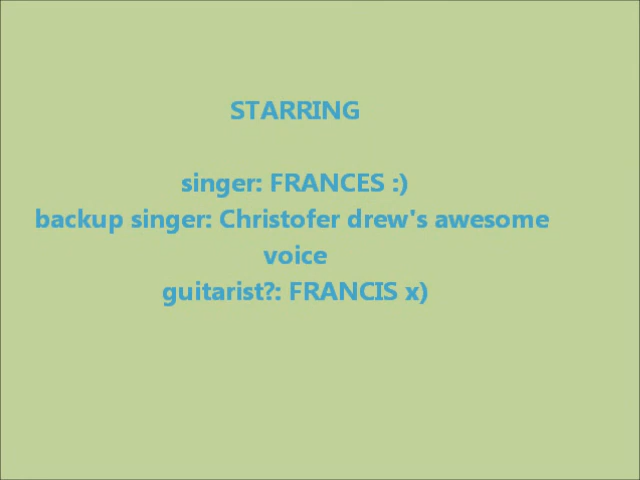 STARRING
singer: FRANCES :)
backup singer: Christofer drew's awesome
voice
guitarist?: FRANCIS x)